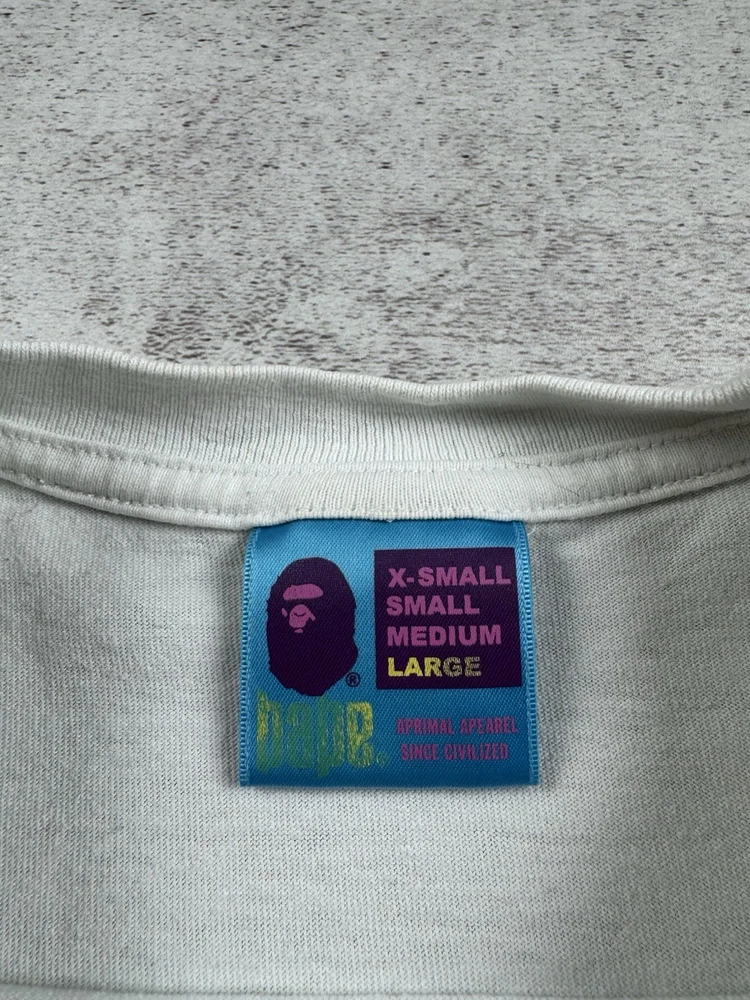 X-SMALL
SMALL
MEDIUM
LARGE
®
bape.
APRIMAL APEAREL
SINCE CIVILIZED